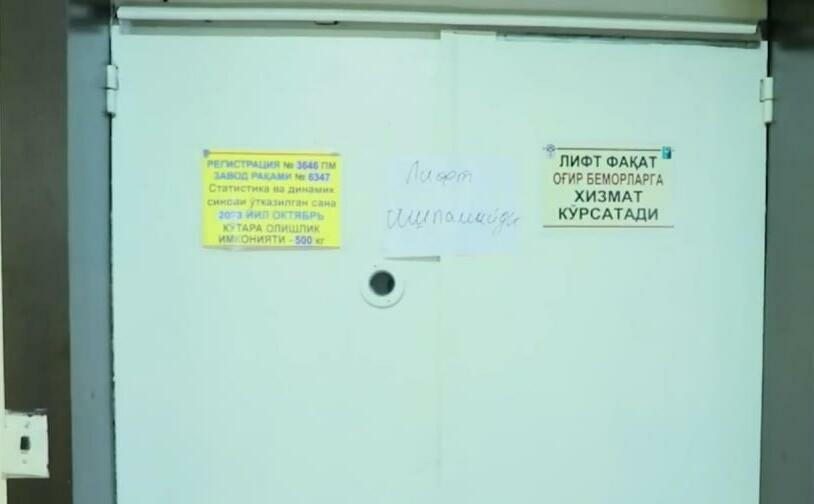 РЕГИСТРАЦИЯ № 3646 ПМ
ЗАВОД РАҚАМИ № 6347
Статистика ва динамик
синови ўтказилган сана
2023 ЙИЛ ОКТЯБРЬ
КЎТАРА ОЛИШЛИК
ИМКОНИЯТИ - 500 кг
Лифт
ишламайди
ЛИФТ ФАҚАТ
ОҒИР БЕМОРЛАРГА
ХИЗМАТ
КЎРСАТАДИ